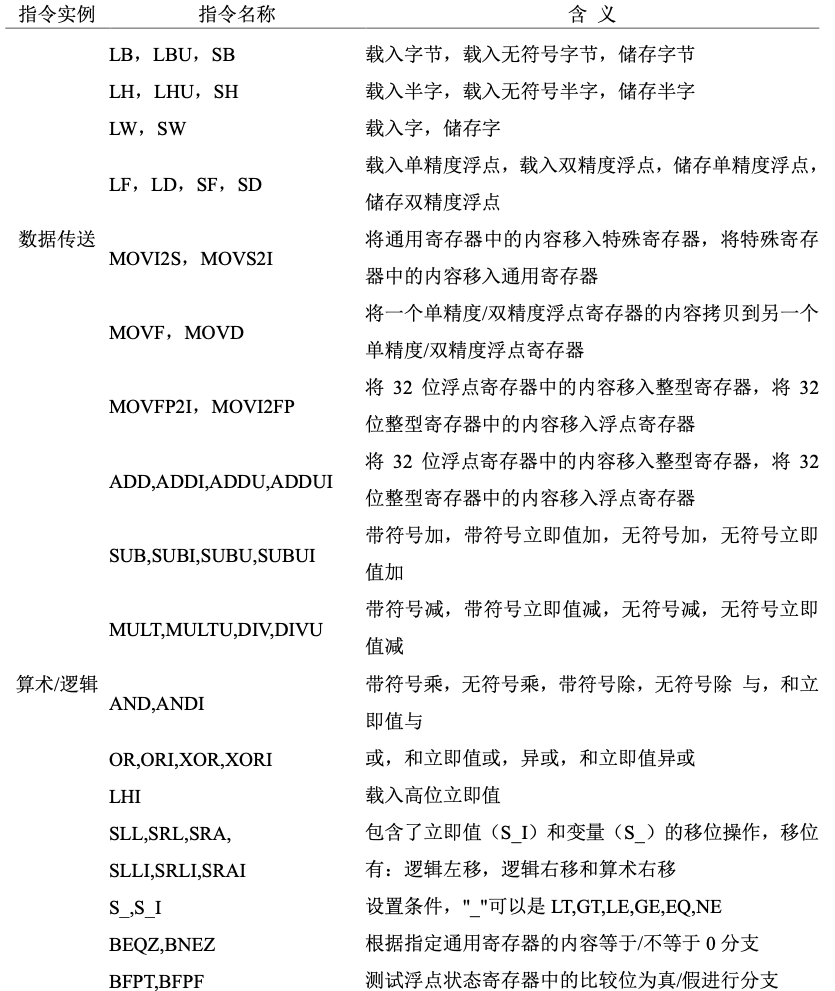 指令实例 指令名称 含 义
LB，LBU，SB 载入字节，载入无符号字节，储存字节
LH，LHU，SH 载入半字，载入无符号半字，储存半字
LW，SW 载入字，储存字
LF，LD，SF，SD 载入单精度浮点，载入双精度浮点，储存单精度浮点，
储存双精度浮点
数据传送
MOVI2S，MOVS2I 将通用寄存器中的内容移入特殊寄存器，将特殊寄存
器中的内容移入通用寄存器
MOVF，MOVD 将一个单精度/双精度浮点寄存器的内容拷贝到另一个
单精度/双精度浮点寄存器
MOVFP2I，MOVI2FP 将 32 位浮点寄存器中的内容移入整型寄存器，将 32
位整型寄存器中的内容移入浮点寄存器
ADD,ADDI,ADDU,ADDUI 将 32 位浮点寄存器中的内容移入整型寄存器，将 32
位整型寄存器中的内容移入浮点寄存器
SUB,SUBI,SUBU,SUBUI 带符号加，带符号立即值加，无符号加，无符号立即
值加
MULT,MULTU,DIV,DIVU 带符号减，带符号立即值减，无符号减，无符号立即
值减
算术/逻辑
AND,ANDI 带符号乘，无符号乘，带符号除，无符号除 与，和立
即值与
OR,ORI,XOR,XORI 或，和立即值或，异或，和立即值异或
LHI 载入高位立即值
SLL,SRL,SRA, 包含了立即值（S_I）和变量（S_）的移位操作，移位
SLLI,SRLI,SRAI 有：逻辑左移，逻辑右移和算术右移
S_,S_I 设置条件，"_"可以是 LT,GT,LE,GE,EQ,NE
BEQZ,BNEZ 根据指定通用寄存器的内容等于/不等于 0 分支
BFPT,BFPF 测试浮点状态寄存器中的比较位为真/假进行分支